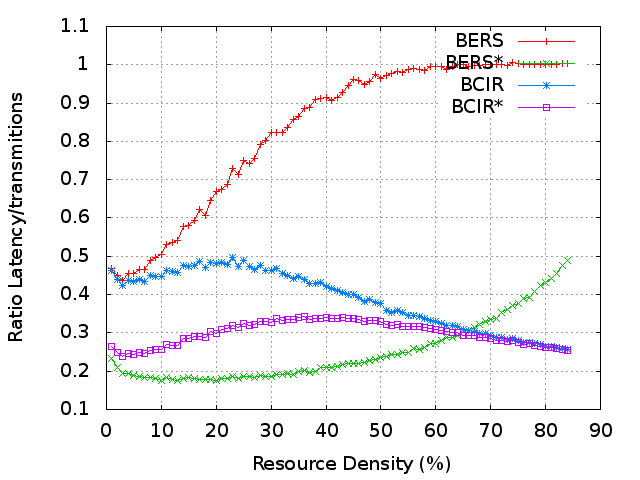 1.1
1
0.9
0.8
0.7
0.6
0.5
0.4
0.3
0.2
0.1
0 10 20 30 40 50 60 70 80 90
Ratio Latency/transmitions
Resource Density (%)
BERS
BERS*
BCIR
BCIR*